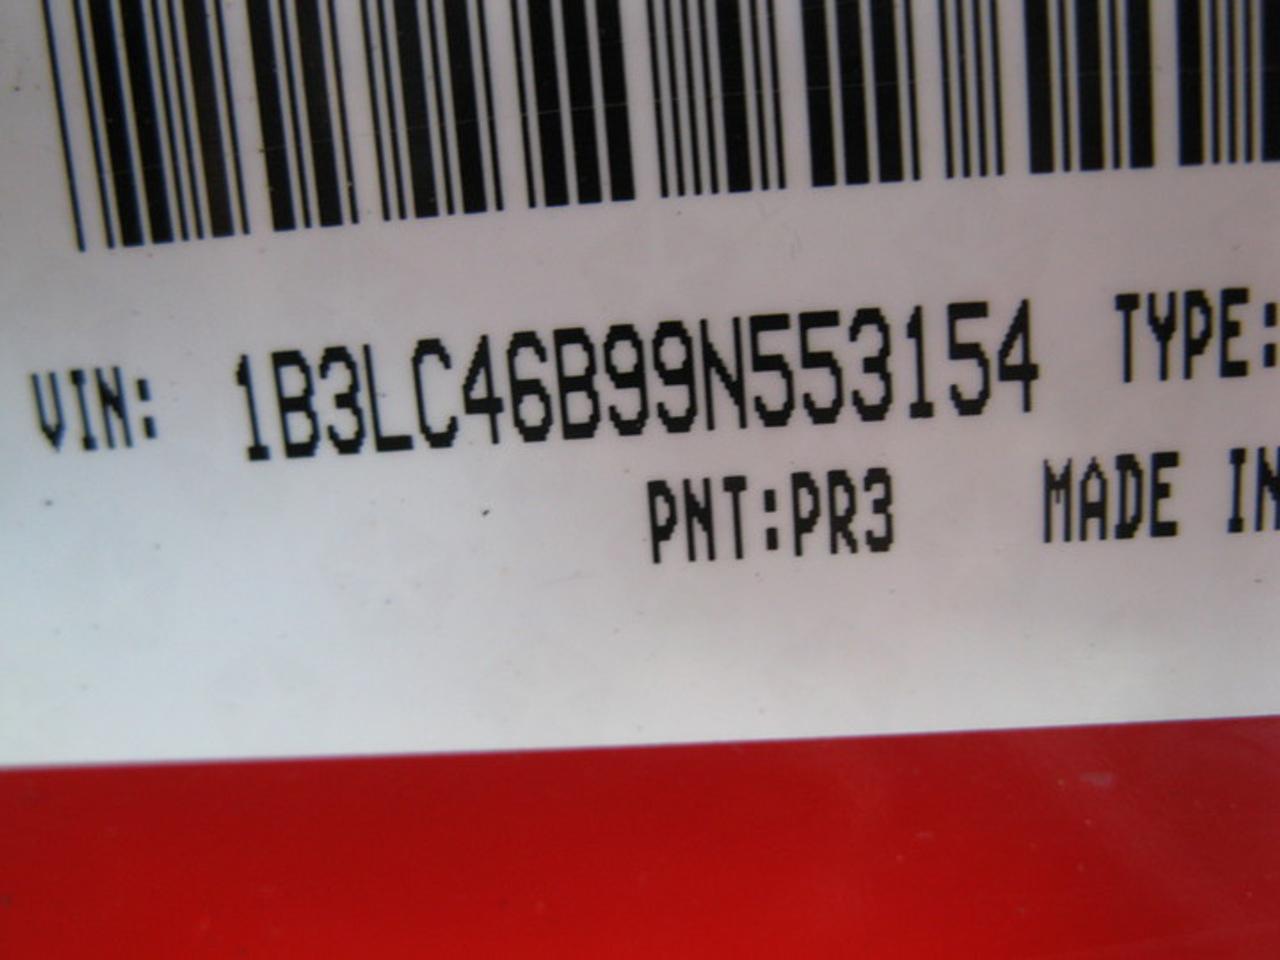 VIN: 1B3LC46B99N553154 TYPE:
PNT:PR3 MADE IN